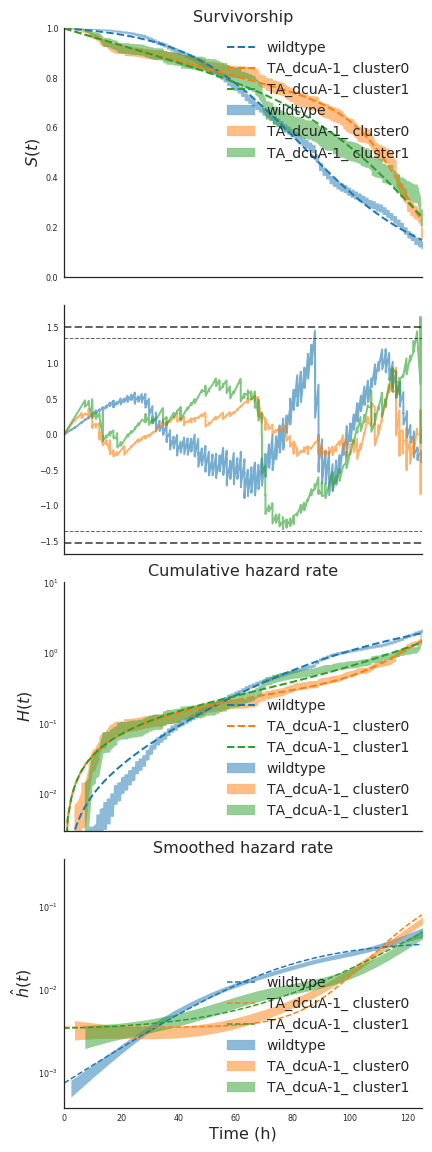 Survivorship
1.0
0.8
0.6
0.4
0.2
0.0
S(t)
wildtype
TA_dcuA-1_ cluster0
TA_dcuA-1_ cluster1
wildtype
TA_dcuA-1_ cluster0
TA_dcuA-1_ cluster1
1.5
1.0
0.5
0.0
−0.5
−1.0
−1.5
Cumulative hazard rate
10¹
10⁰
10⁻¹
10⁻²
H(t)
wildtype
TA_dcuA-1_ cluster0
TA_dcuA-1_ cluster1
wildtype
TA_dcuA-1_ cluster0
TA_dcuA-1_ cluster1
Smoothed hazard rate
10⁻¹
10⁻²
10⁻³
ĥ(t)
wildtype
TA_dcuA-1_ cluster0
TA_dcuA-1_ cluster1
wildtype
TA_dcuA-1_ cluster0
TA_dcuA-1_ cluster1
0 20 40 60 80 100 120
Time (h)